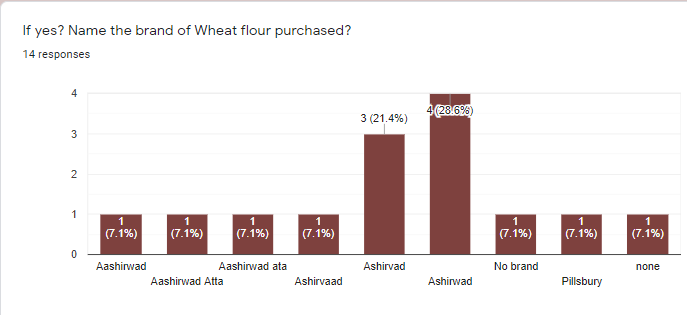 If yes? Name the brand of Wheat flour purchased?
14 responses
4
3
2
1
0
1
(7.1%)
1
(7.1%)
1
(7.1%)
1
(7.1%)
3 (21.4%)
4 (28.6%)
1
(7.1%)
1
(7.1%)
1
(7.1%)
Aashirwad
Aashirwad Atta
Aashirwad ata
Ashirvaad
Ashirvad
Ashirwad
No brand
Pillsbury
none